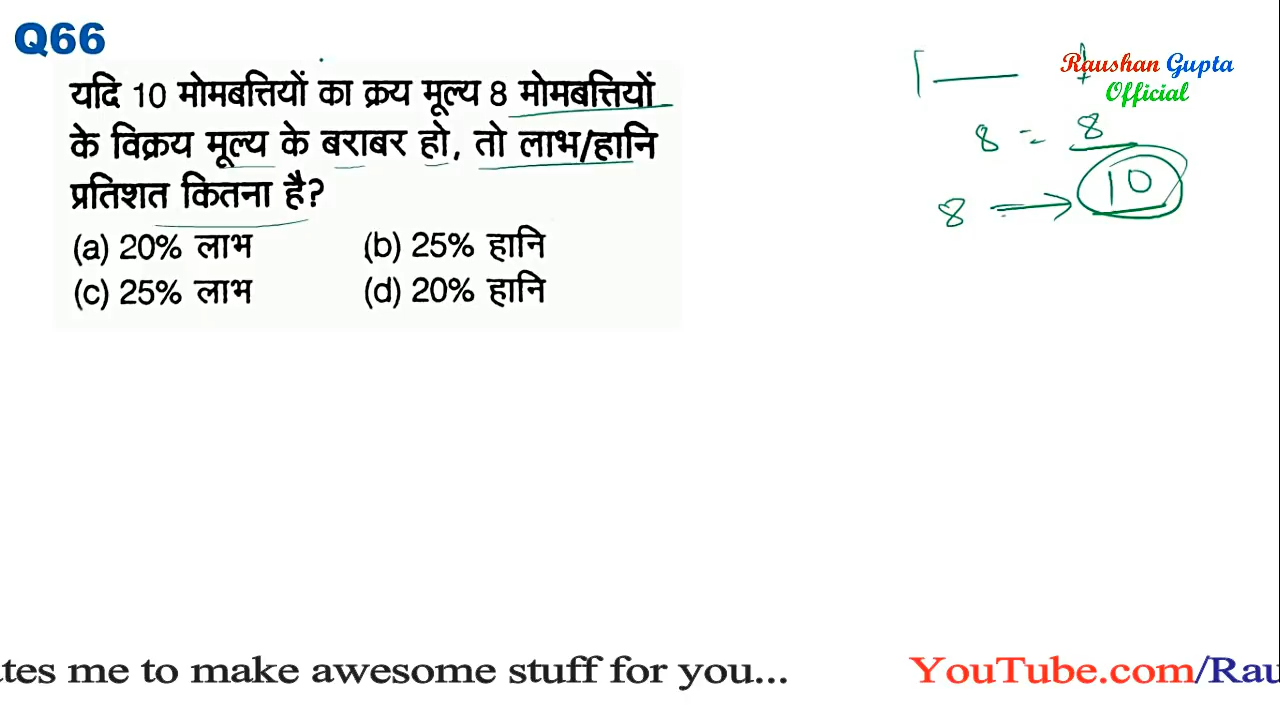 Q66
यदि 10 मोमबत्तियों का क्रय मूल्य 8 मोमबत्तियों
के विक्रय मूल्य के बराबर हो, तो लाभ/हानि
प्रतिशत कितना है?
(a) 20% लाभ (b) 25% हानि
(c) 25% लाभ (d) 20% हानि
Raushan Gupta
Official
8 = 8
8 → 10
ates me to make awesome stuff for you... YouTube.com/Rau